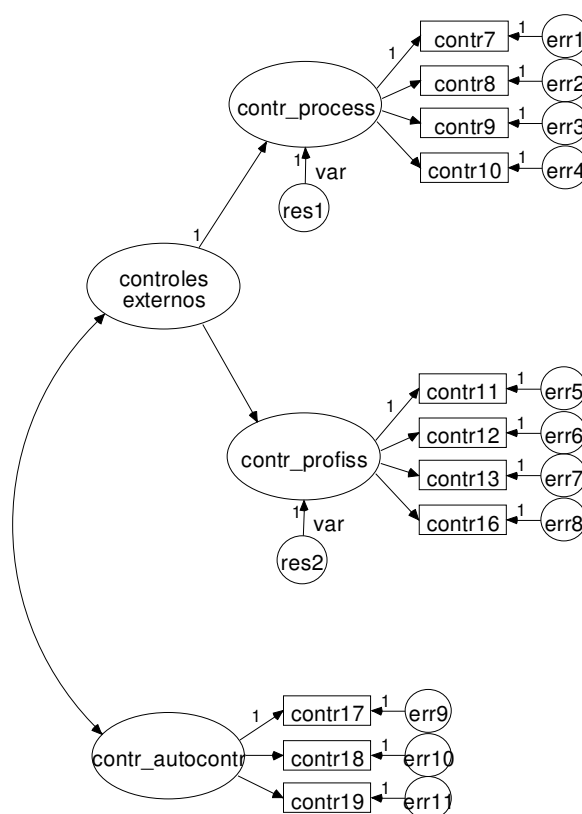 contr7
1
err1
1
contr8
1
err2
contr_process
contr9
1
err3
contr10
1
err4
1
var
res1
1
controles
externos
contr11
1
err5
1
contr12
1
err6
contr_profiss
contr13
1
err7
contr16
1
err8
1
var
res2
contr17
1
err9
1
contr_autocontr
contr18
1
err10
contr19
1
err11